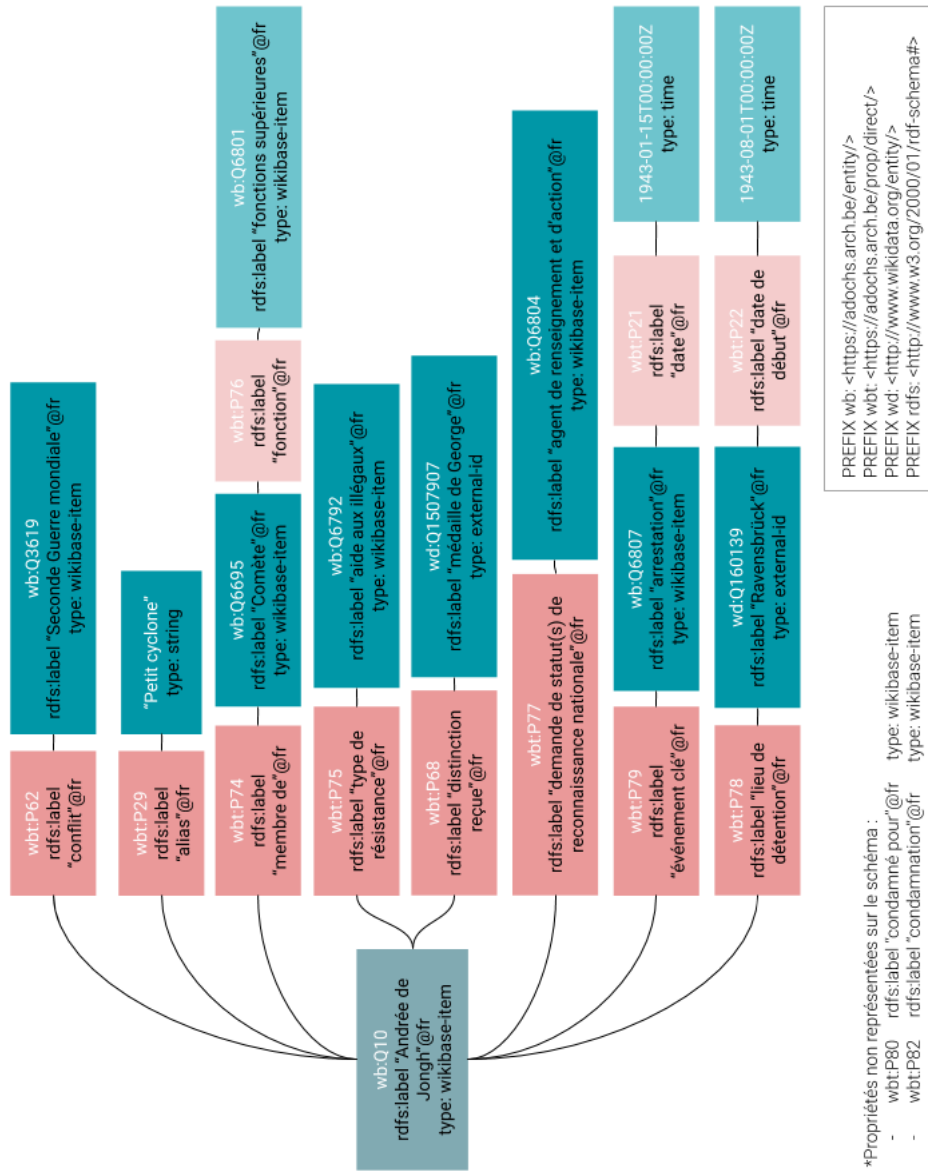 wb:Q10
rdfs:label "Andrée de
Jongh"@fr
type: wikibase-item
wbt:P62
rdfs:label
"conflit"@fr
wb:Q3619
rdfs:label "Seconde Guerre mondiale"@fr
type: wikibase-item
wbt:P29
rdfs:label
"alias"@fr
"Petit cyclone"
type: string
wbt:P74
rdfs:label
"membre de"@fr
wb:Q6695
rdfs:label "Comète"@fr
type: wikibase-item
wbt:P76
rdfs:label
"fonction"@fr
wb:Q6801
rdfs:label "fonctions supérieures"@fr
type: wikibase-item
wbt:P75
rdfs:label "type de
résistance"@fr
wb:Q6792
rdfs:label "aide aux illégaux"@fr
type: wikibase-item
wbt:P68
rdfs:label "distinction
reçue"@fr
wd:Q1507907
rdfs:label "médaille de George"@fr
type: external-id
wbt:P77
rdfs:label "demande de statut(s) de
reconnaissance nationale"@fr
wb:Q6804
rdfs:label "agent de renseignement et d'action"@fr
type: wikibase-item
wbt:P79
rdfs:label
"événement clé"@fr
wb:Q6807
rdfs:label "arrestation"@fr
type: wikibase-item
wbt:P21
rdfs:label
"date"@fr
1943-01-15T00:00:00Z
type: time
wbt:P78
rdfs:label "lieu de
détention"@fr
wd:Q160139
rdfs:label "Ravensbrück"@fr
type: external-id
wbt:P22
rdfs:label "date de
début"@fr
1943-08-01T00:00:00Z
type: time
*Propriétés non représentées sur le schéma :
- wbt:P80 rdfs:label "condamné pour"@fr type: wikibase-item
- wbt:P82 rdfs:label "condamnation"@fr type: wikibase-item
PREFIX wb: <https://adochs.arch.be/entity/>
PREFIX wbt: <https://adochs.arch.be/prop/direct/>
PREFIX wd: <http://www.wikidata.org/entity/>
PREFIX rdfs: <http://www.w3.org/2000/01/rdf-schema#>